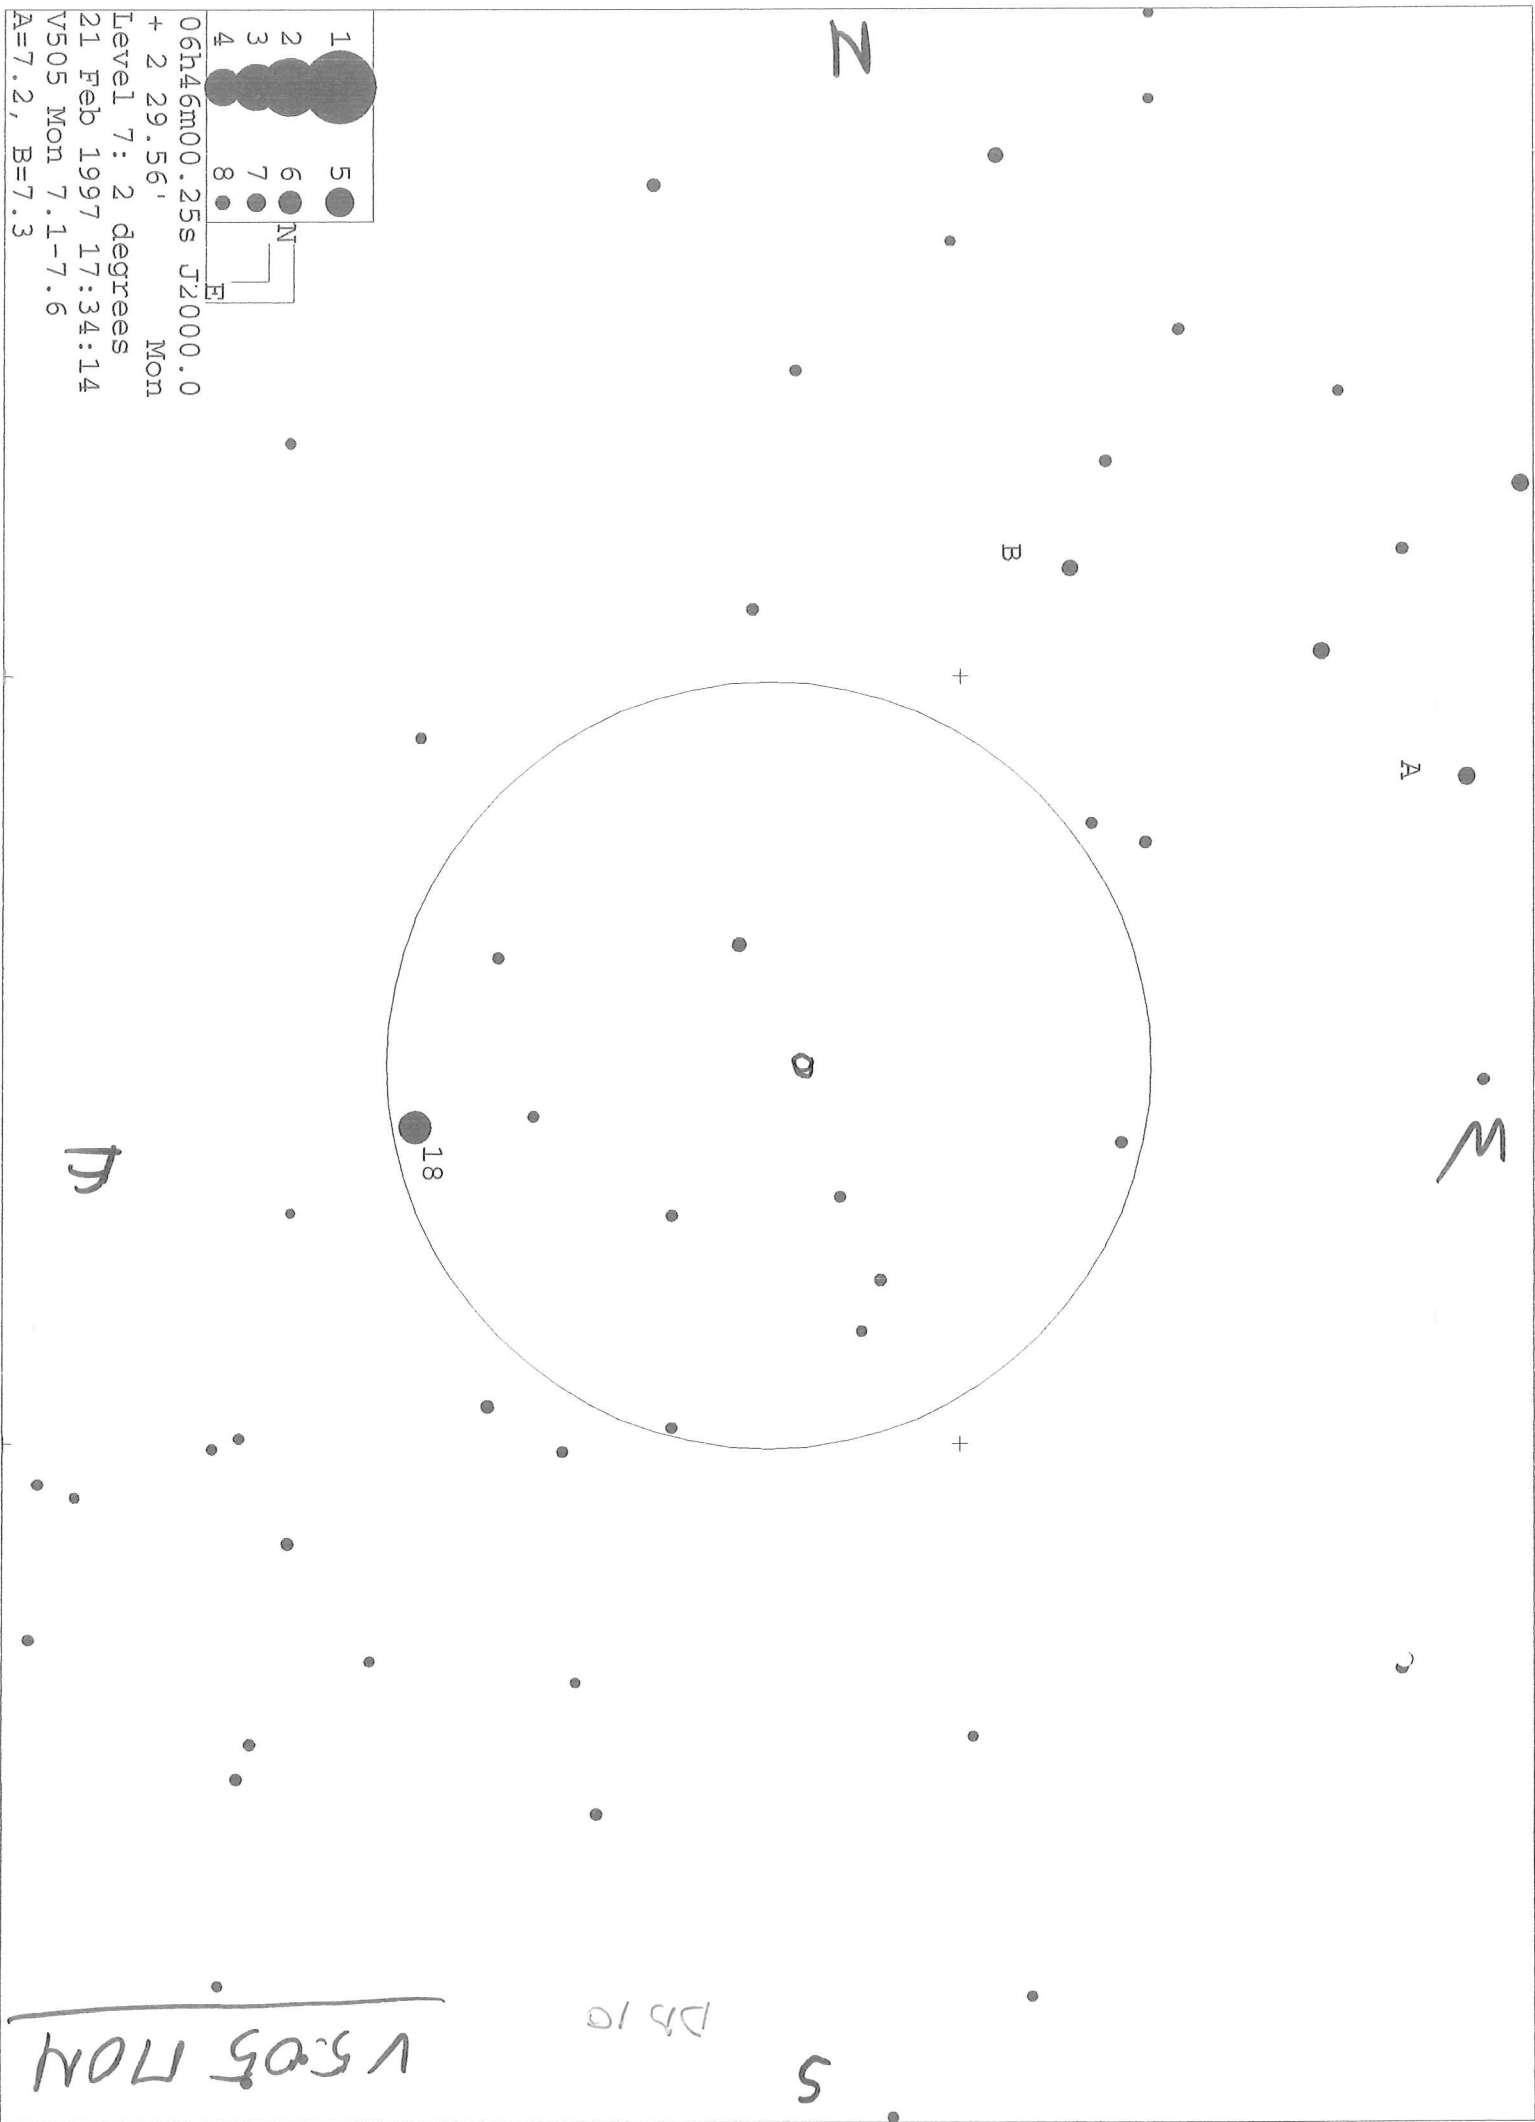 N
1 5
2 6
3 7
4 8
N
E
06h46m00.25s J2000.0
+ 2 29.56' Mon
Level 7: 2 degrees
21 Feb 1997 17:34:14
V505 Mon 7.1-7.6
A=7.2, B=7.3
B
A
18
W
E
S
V505 MON